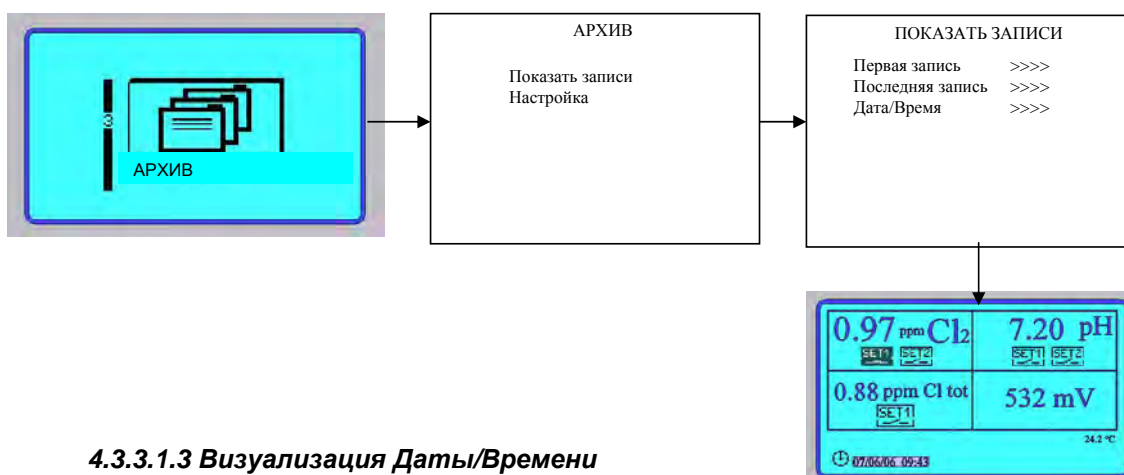 3
АРХИВ
АРХИВ
Показать записи
Настройка
ПОКАЗАТЬ ЗАПИСИ
Первая запись >>>>
Последняя запись >>>>
Дата/Время >>>>
0.97 ppm Cl2
SET1 SET2
7.20 pH
SET1 SET2
0.88 ppm Cl tot
SET1
532 mV
24.2 °C
07/06/06 09:43
4.3.3.1.3 Визуализация Даты/Времени